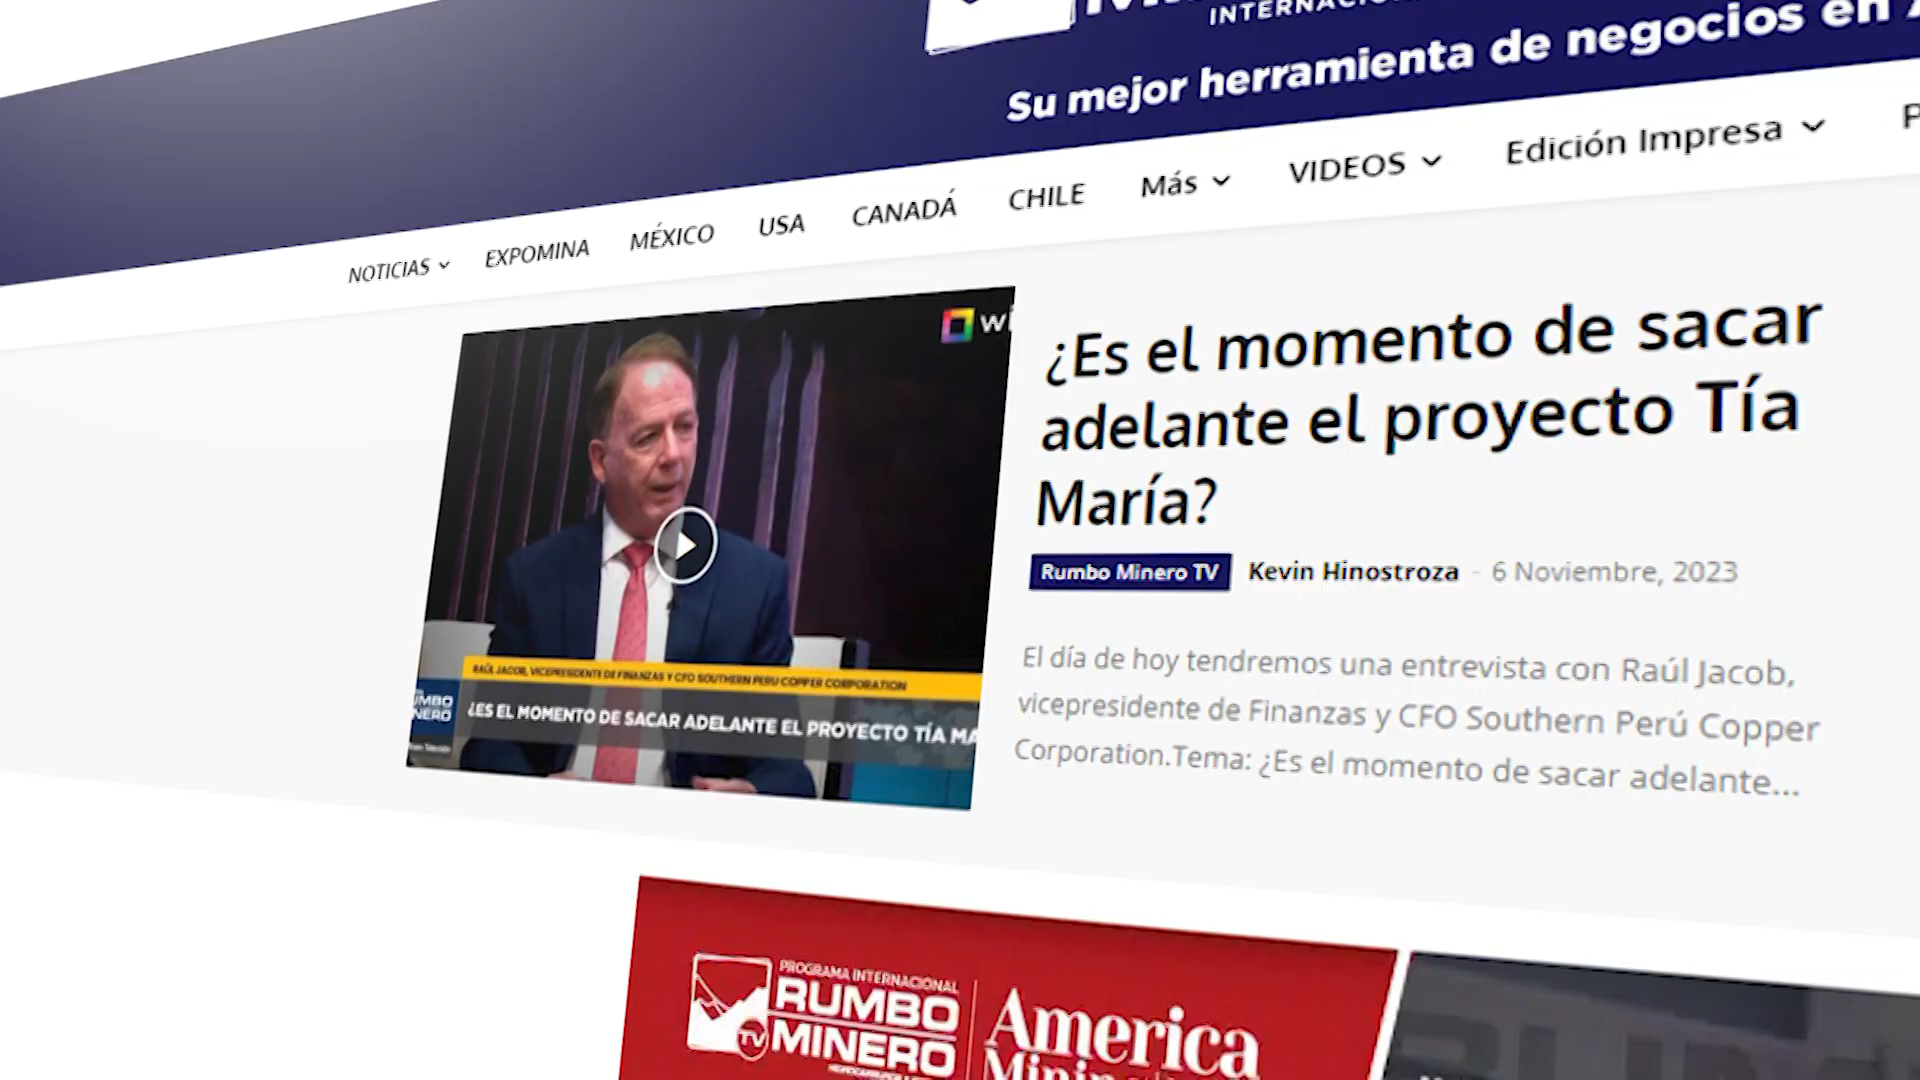 Su mejor herramienta de negocios en
NOTICIAS
EXPOMINA
MÉXICO
USA
CANADÁ
CHILE
Más
VIDEOS
Edición Impresa
¿Es el momento de sacar
adelante el proyecto Tía
María?
Rumbo Minero TV
Kevin Hinostroza - 6 Noviembre, 2023
El día de hoy tendremos una entrevista con Raúl Jacob,
vicepresidente de Finanzas y CFO Southern Perú Copper
Corporation.Tema: ¿Es el momento de sacar adelante...
RAÚL JACOB, VICEPRESIDENTE DE FINANZAS Y CFO SOUTHERN PERU COPPER CORPORATION
¿ES EL MOMENTO DE SACAR ADELANTE EL PROYECTO TÍA MA
PROGRAMA INTERNACIONAL
RUMBO
MINERO
TV
America